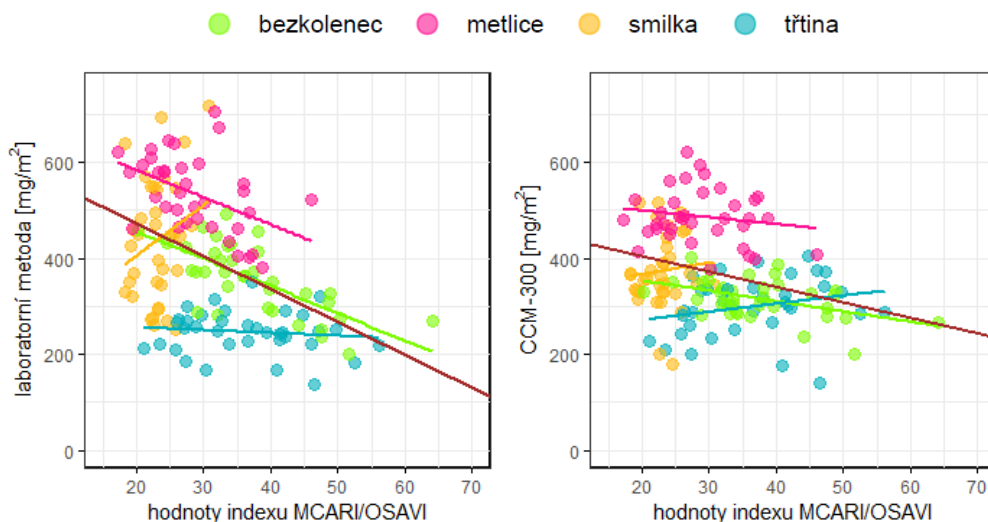 bezkolenec metlice smilka třtina
laboratorní metoda [mg/m²]
600
400
200
0
20 30 40 50 60 70
hodnoty indexu MCARI/OSAVI
CCM-300 [mg/m²]
600
400
200
0
20 30 40 50 60 70
hodnoty indexu MCARI/OSAVI